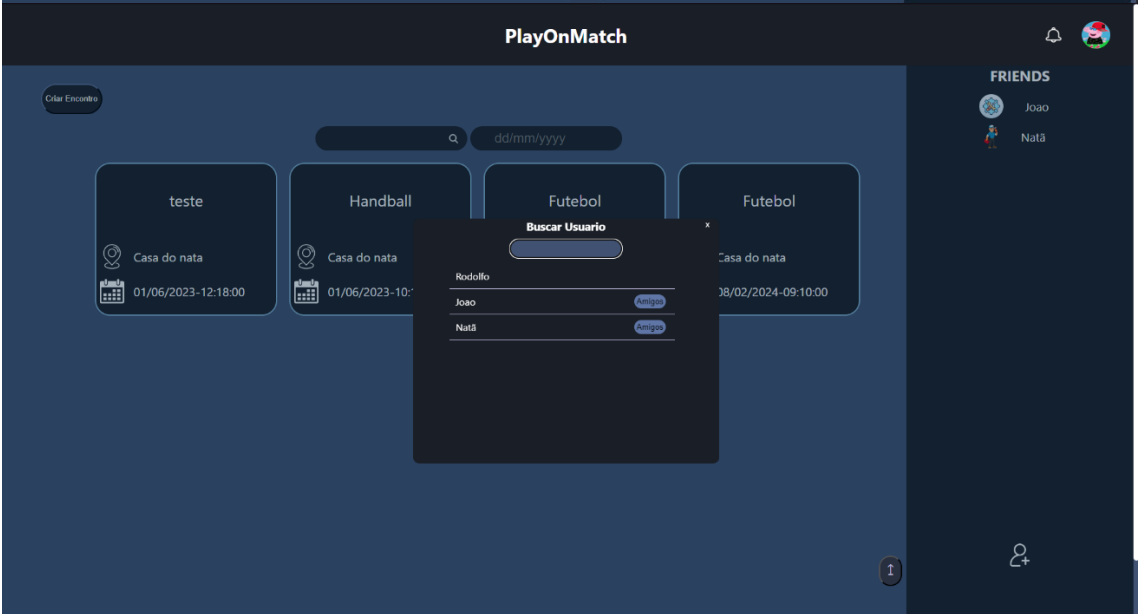 PlayOnMatch
FRIENDS
Joao
Natã
Criar Encontro
dd/mm/yyyy
teste
Casa do nata
01/06/2023-12:18:00
Handball
Casa do nata
01/06/2023-10:
Futebol
Futebol
Casa do nata
08/02/2024-09:10:00
Buscar Usuario
x
Rodolfo
Joao
Amigos
Natã
Amigos